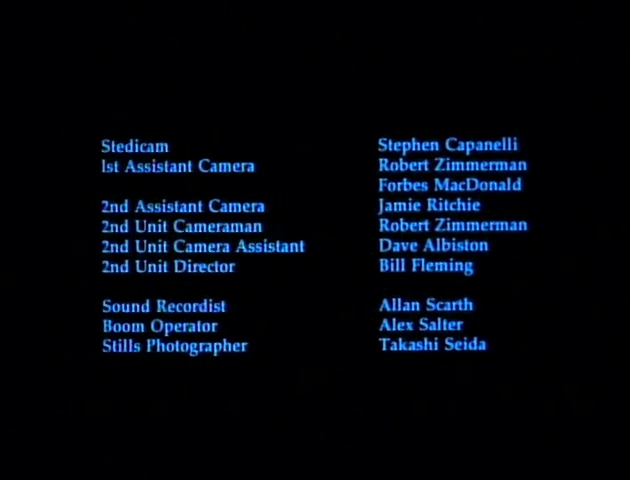 Stedicam Stephen Capanelli
1st Assistant Camera Robert Zimmerman
Forbes MacDonald
2nd Assistant Camera Jamie Ritchie
2nd Unit Cameraman Robert Zimmerman
2nd Unit Camera Assistant Dave Albiston
2nd Unit Director Bill Fleming
Sound Recordist Allan Scarth
Boom Operator Alex Salter
Stills Photographer Takashi Seida